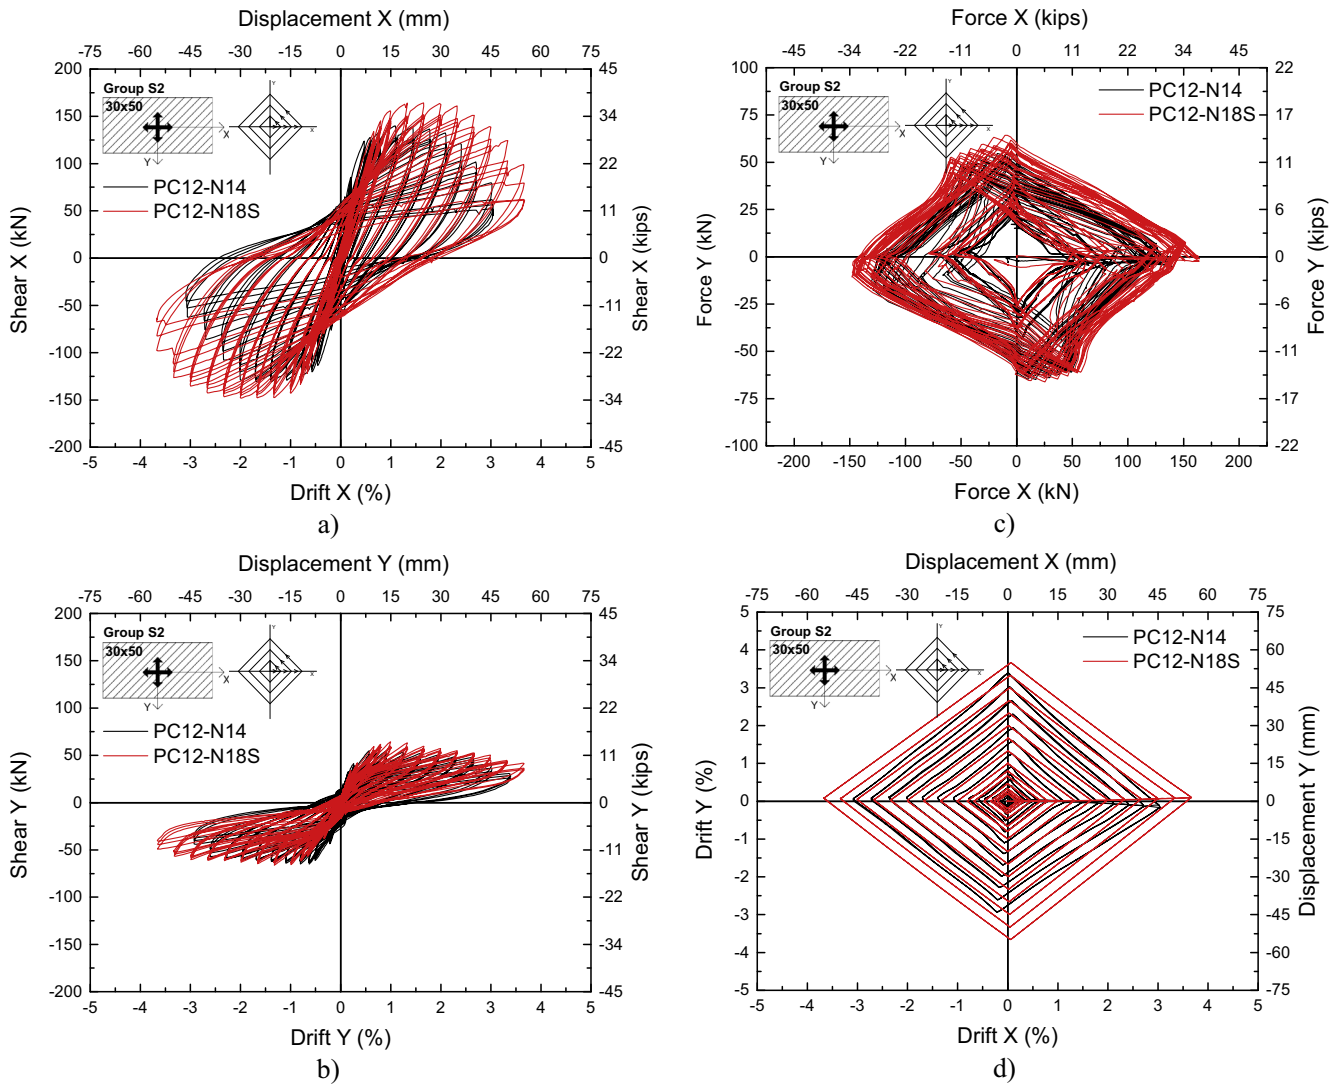 Displacement X (mm)
-75 -60 -45 -30 -15 0 15 30 45 60 75
200 150 100 50 0 -50 -100 -150 -200
Shear X (kN)
45 34 22 11 0 -11 -22 -34 -45
Shear X (kips)
Group S2
30x50
X
Y
Y
X
PC12-N14
PC12-N18S
-5 -4 -3 -2 -1 0 1 2 3 4 5
Drift X (%)
a)
Force X (kips)
-45 -34 -22 -11 0 11 22 34 45
100 75 50 25 0 -25 -50 -75 -100
Force Y (kN)
22 17 11 6 0 -6 -11 -17 -22
Force Y (kips)
Group S2
30x50
X
Y
Y
X
PC12-N14
PC12-N18S
-200 -150 -100 -50 0 50 100 150 200
Force X (kN)
c)
Displacement Y (mm)
-75 -60 -45 -30 -15 0 15 30 45 60 75
200 150 100 50 0 -50 -100 -150 -200
Shear Y (kN)
45 34 22 11 0 -11 -22 -34 -45
Shear Y (kips)
Group S2
30x50
X
Y
Y
X
PC12-N14
PC12-N18S
-5 -4 -3 -2 -1 0 1 2 3 4 5
Drift Y (%)
b)
Displacement X (mm)
-75 -60 -45 -30 -15 0 15 30 45 60 75
5 4 3 2 1 0 -1 -2 -3 -4 -5
Drift Y (%)
75 60 45 30 15 0 -15 -30 -45 -60 -75
Displacement Y (mm)
Group S2
30x50
X
Y
Y
X
PC12-N14
PC12-N18S
-5 -4 -3 -2 -1 0 1 2 3 4 5
Drift X (%)
d)